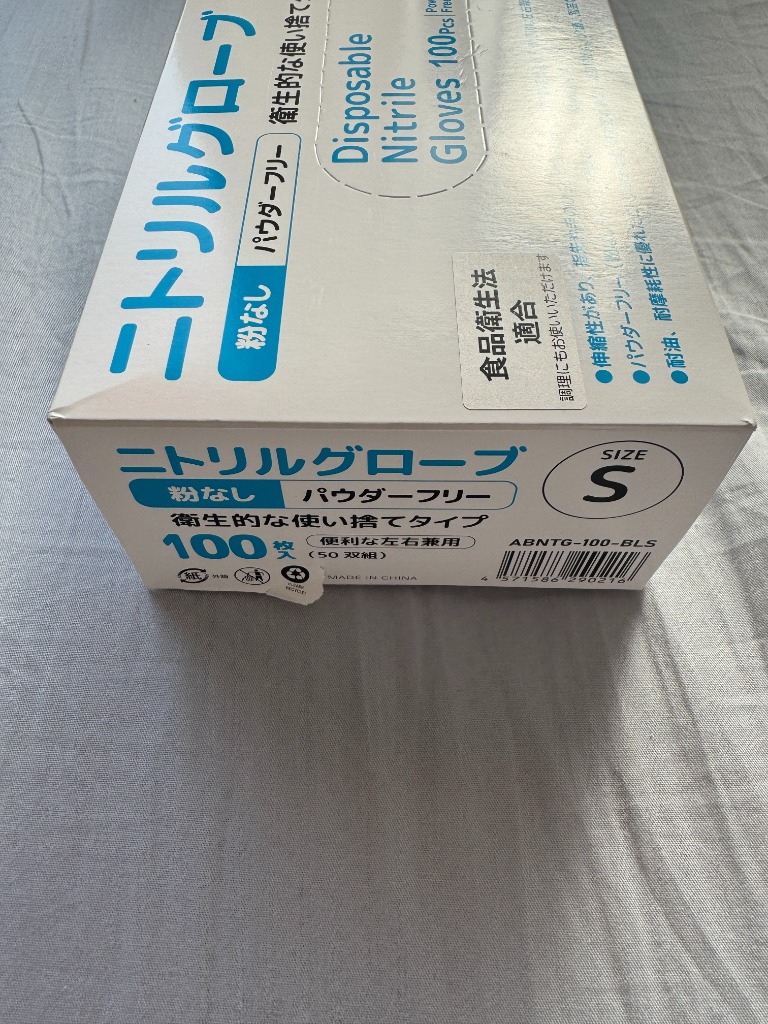 ニトリルグローブ
粉なし パウダーフリー 衛生的な使い捨て
Disposable
Nitrile
Gloves 100Pcs
食品衛生法
適合
調理にもお使いいただけます
●伸縮性があり、
●パウダーフリー
●耐油、耐摩耗性に優れ
ニトリルグローブ
粉なし パウダーフリー
衛生的な使い捨てタイプ
100枚入 便利な左右兼用
(50双組)
SIZE
S
ABNTG-100-BLS
4 571586 290216
紙 外箱
MADE IN CHINA